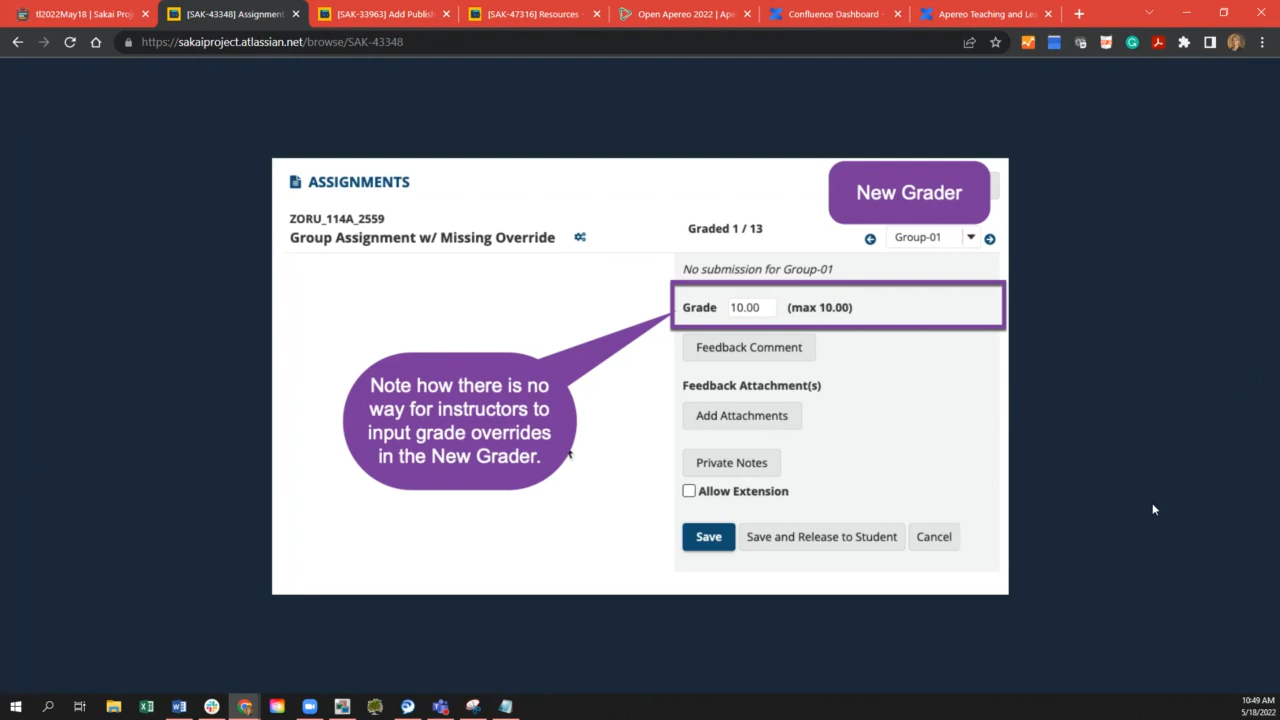 tl2022May18 | Sakai Proj
[SAK-43348] Assignment
[SAK-33963] Add Publish
[SAK-47316] Resources -
Open Apereo 2022 | Ape
Confluence Dashboard -
Apereo Teaching and Le
https://sakaiproject.atlassian.net/browse/SAK-43348
ASSIGNMENTS
New Grader
ZORU_114A_2559
Group Assignment w/ Missing Override
Graded 1 / 13
Group-01
No submission for Group-01
Grade 10.00 (max 10.00)
Feedback Comment
Note how there is no
way for instructors to
input grade overrides
in the New Grader.
Feedback Attachment(s)
Add Attachments
Private Notes
Allow Extension
Save Save and Release to Student Cancel
10:49 AM
5/18/2022